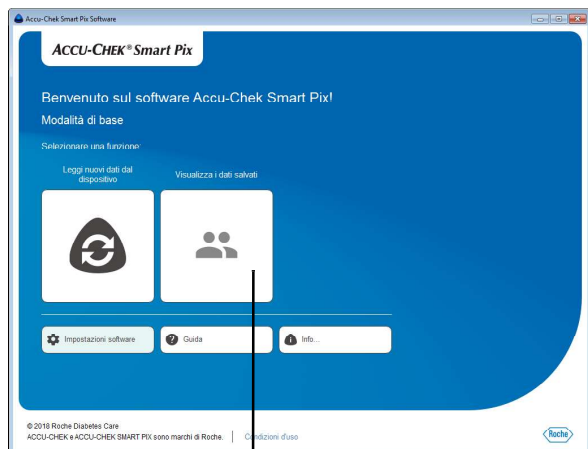 Accu-Chek Smart Pix Software
ACCU-CHEK® Smart Pix
Benvenuto sul software Accu-Chek Smart Pix!
Modalità di base
Selezionare una funzione:
Leggi nuovi dati dal
dispositivo
Visualizza i dati salvati
Impostazioni software
Guida
Info...
© 2018 Roche Diabetes Care
ACCU-CHEK e ACCU-CHEK SMART PIX sono marchi di Roche.
Condizioni d'uso
Roche